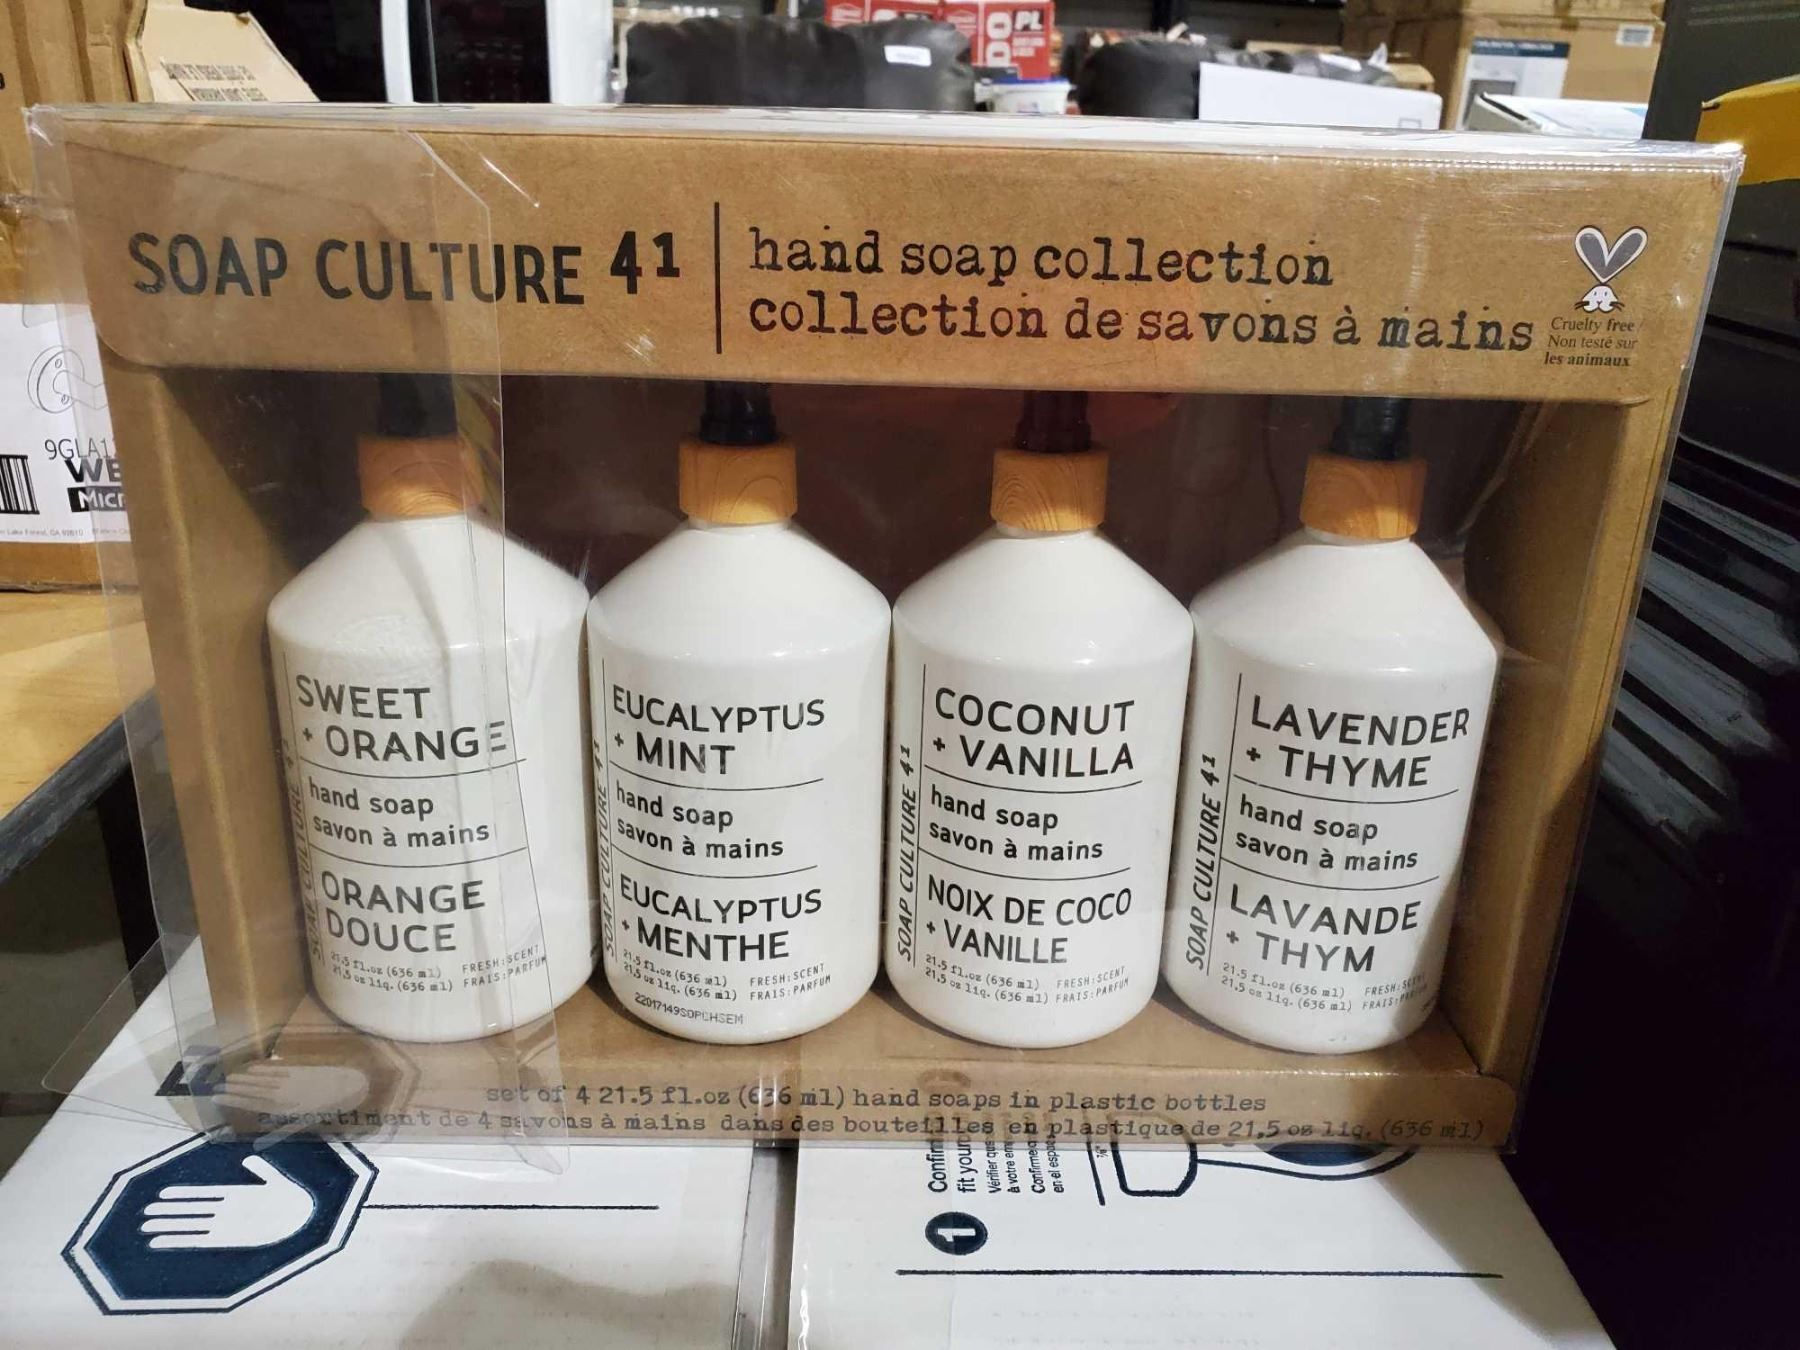 SOAP CULTURE 41
hand soap collection
collection de savons à mains
Cruelty free /
Non testé sur
les animaux
SWEET
+ ORANGE
hand soap
savon à mains
ORANGE
DOUCE
21.5 fl.oz (636 ml)
21,5 oz liq. (636 ml)
FRESH:SCENT
FRAIS:PARFUM
SOAP CULTURE 41
EUCALYPTUS
+ MINT
hand soap
savon à mains
EUCALYPTUS
+ MENTHE
21.5 fl.oz (636 ml)
21,5 oz liq. (636 ml)
FRESH:SCENT
FRAIS:PARFUM
SOAP CULTURE 41
COCONUT
+ VANILLA
hand soap
savon à mains
NOIX DE COCO
+ VANILLE
21.5 fl.oz (636 ml)
21,5 oz liq. (636 ml)
FRESH:SCENT
FRAIS:PARFUM
SOAP CULTURE 41
LAVENDER
+ THYME
hand soap
savon à mains
LAVANDE
+ THYM
21.5 fl.oz (636 ml)
21,5 oz liq. (636 ml)
SOAP CULTURE 41
set of 4 21.5 fl.oz (636 ml) hand soaps in plastic bottles
assortiment de 4 savons à mains dans des bouteilles en plastique de 21,5 oz liq. (636 ml)
1
fit your